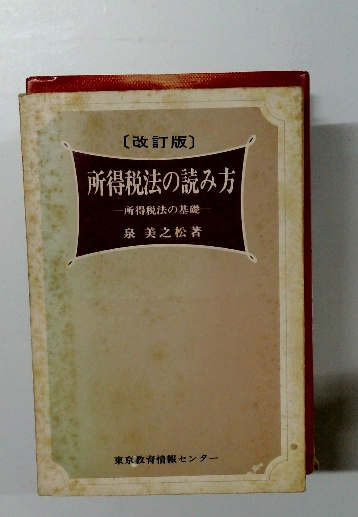 〔改訂版〕
所得税法の読み方
―所得税法の基礎―
泉 美之松著
東京教育情報センター